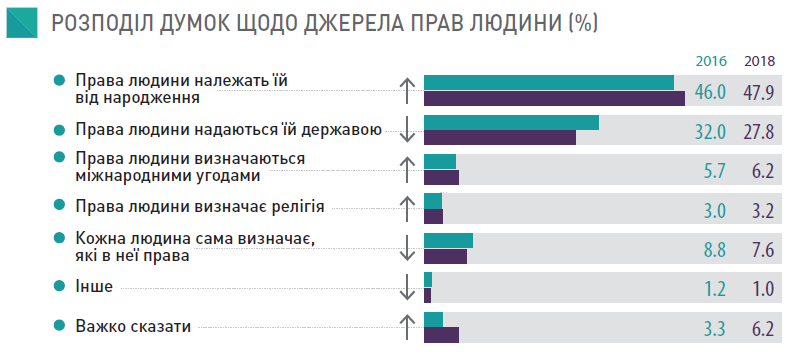 РОЗПОДІЛ ДУМОК ЩОДО ДЖЕРЕЛА ПРАВ ЛЮДИНИ (%)
2016 2018
Права людини належать їй
від народження
46.0 47.9
Права людини надаються їй державою
32.0 27.8
Права людини визначаються
міжнародними угодами
5.7 6.2
Права людини визначає релігія
3.0 3.2
Кожна людина сама визначає,
які в неї права
8.8 7.6
Інше
1.2 1.0
Важко сказати
3.3 6.2